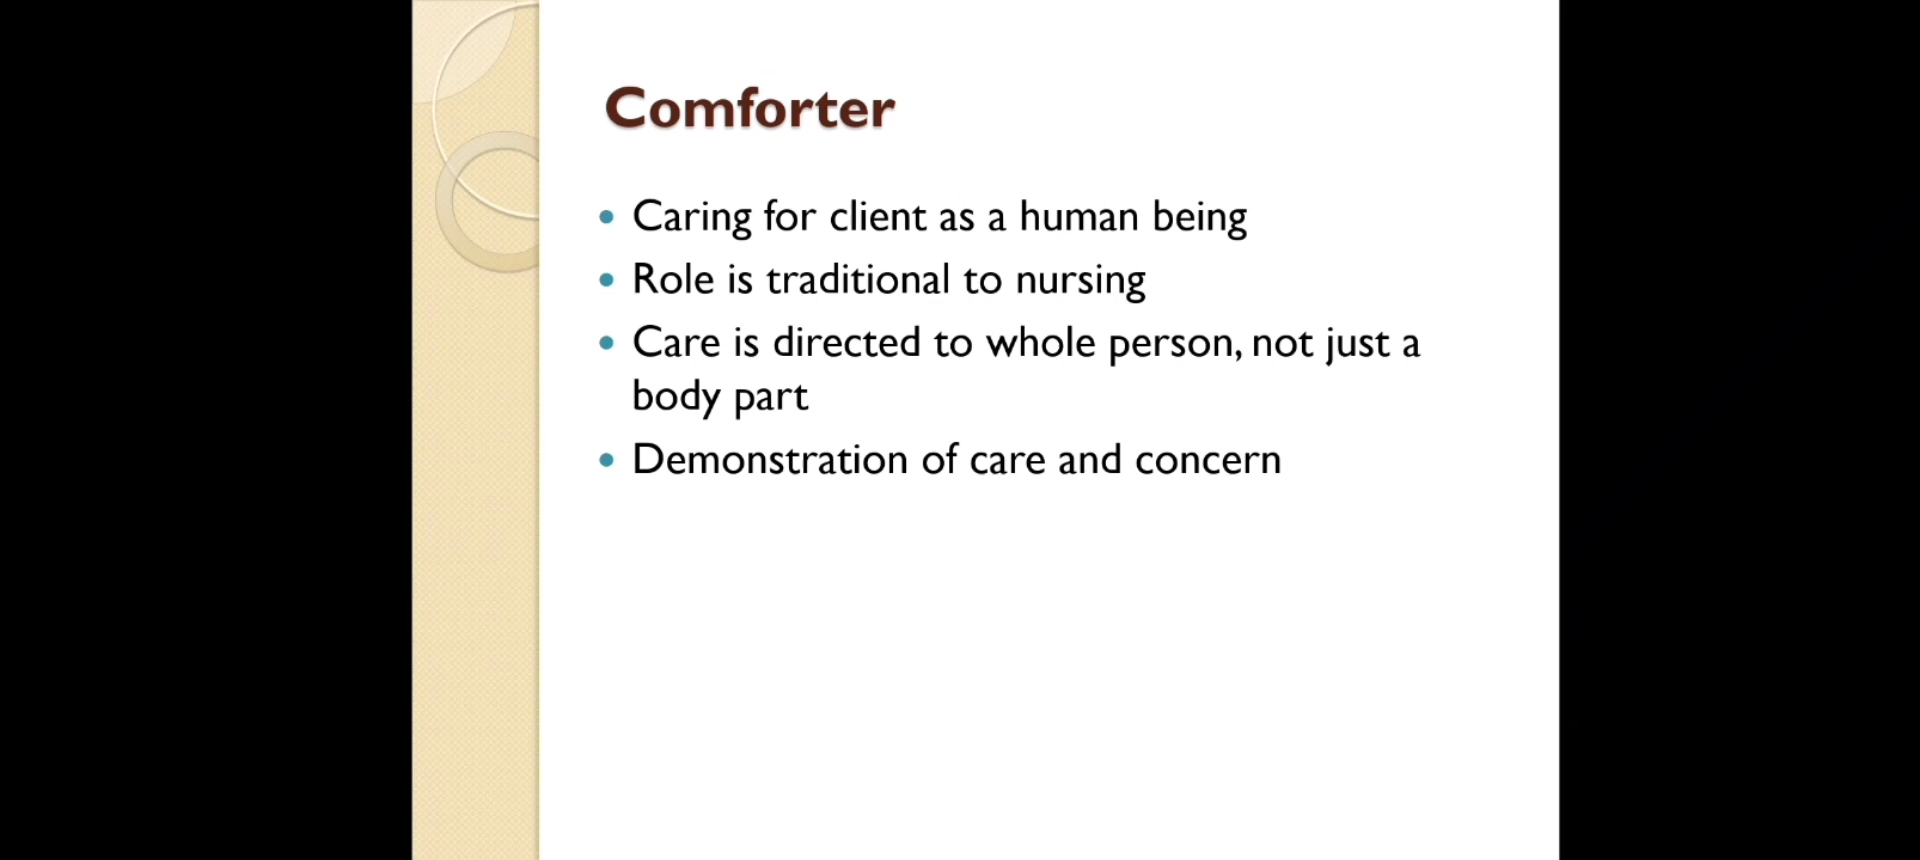 Comforter
• Caring for client as a human being
• Role is traditional to nursing
• Care is directed to whole person, not just a
body part
• Demonstration of care and concern